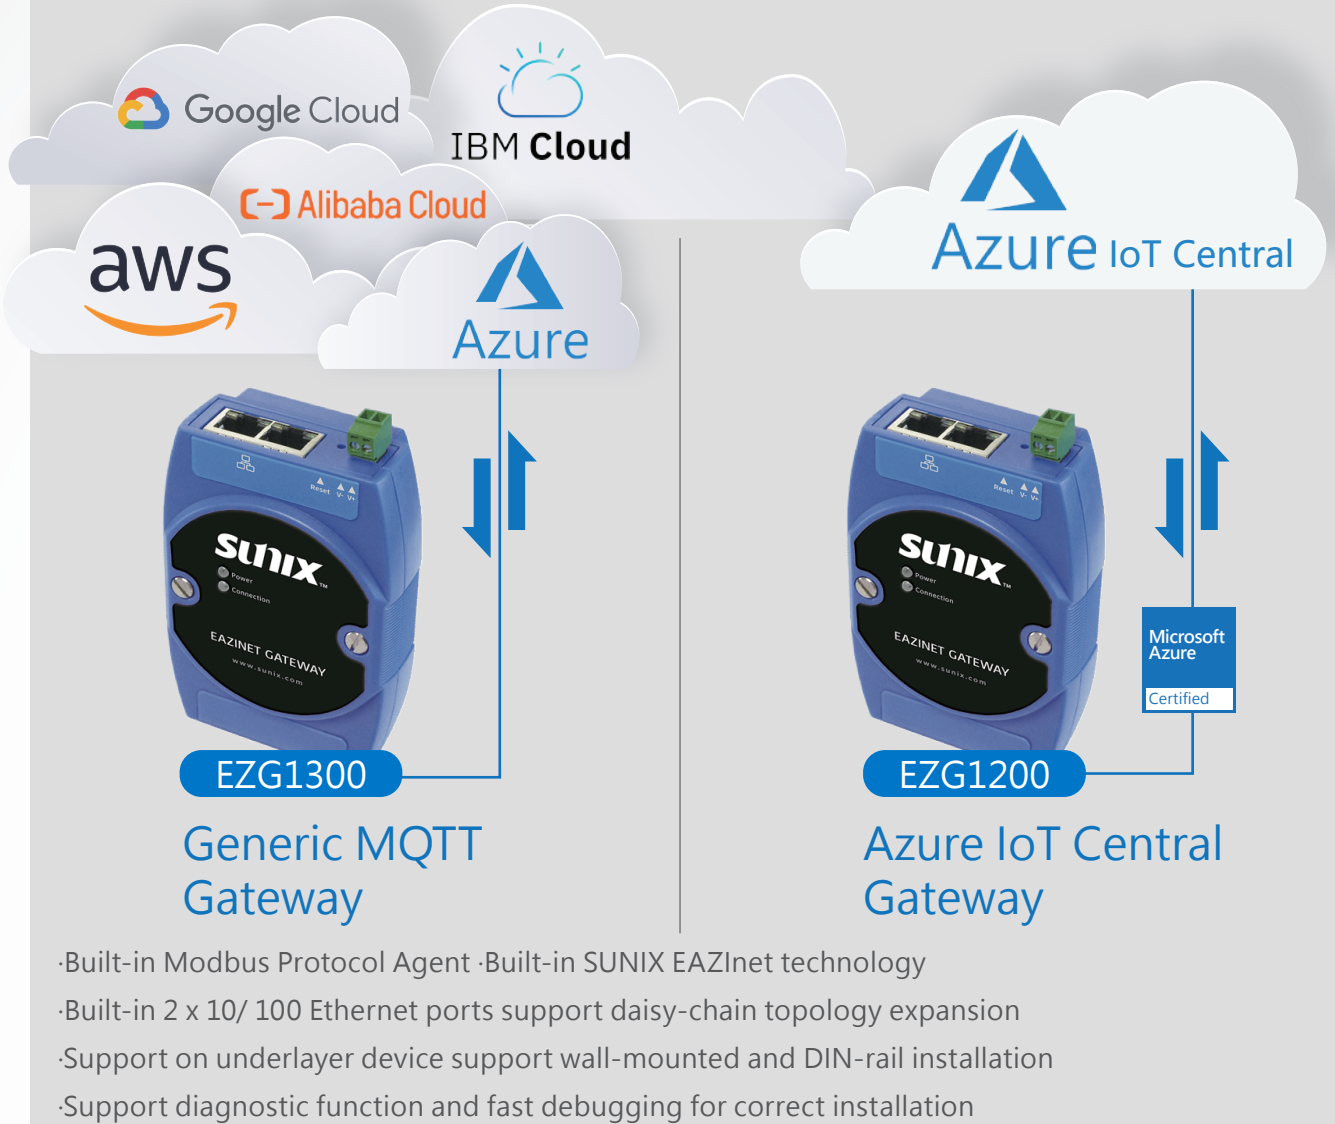 Google Cloud
IBM Cloud
Alibaba Cloud
aws
Azure
Azure IoT Central
Reset V- V+
SUNIX™
Power
Connection
EAZINET GATEWAY
www.sunix.com
EZG1300
Generic MQTT
Gateway
Reset V- V+
SUNIX™
Power
Connection
EAZINET GATEWAY
www.sunix.com
Microsoft
Azure
Certified
EZG1200
Azure IoT Central
Gateway
·Built-in Modbus Protocol Agent ·Built-in SUNIX EAZInet technology
·Built-in 2 x 10/ 100 Ethernet ports support daisy-chain topology expansion
·Support on underlayer device support wall-mounted and DIN-rail installation
·Support diagnostic function and fast debugging for correct installation